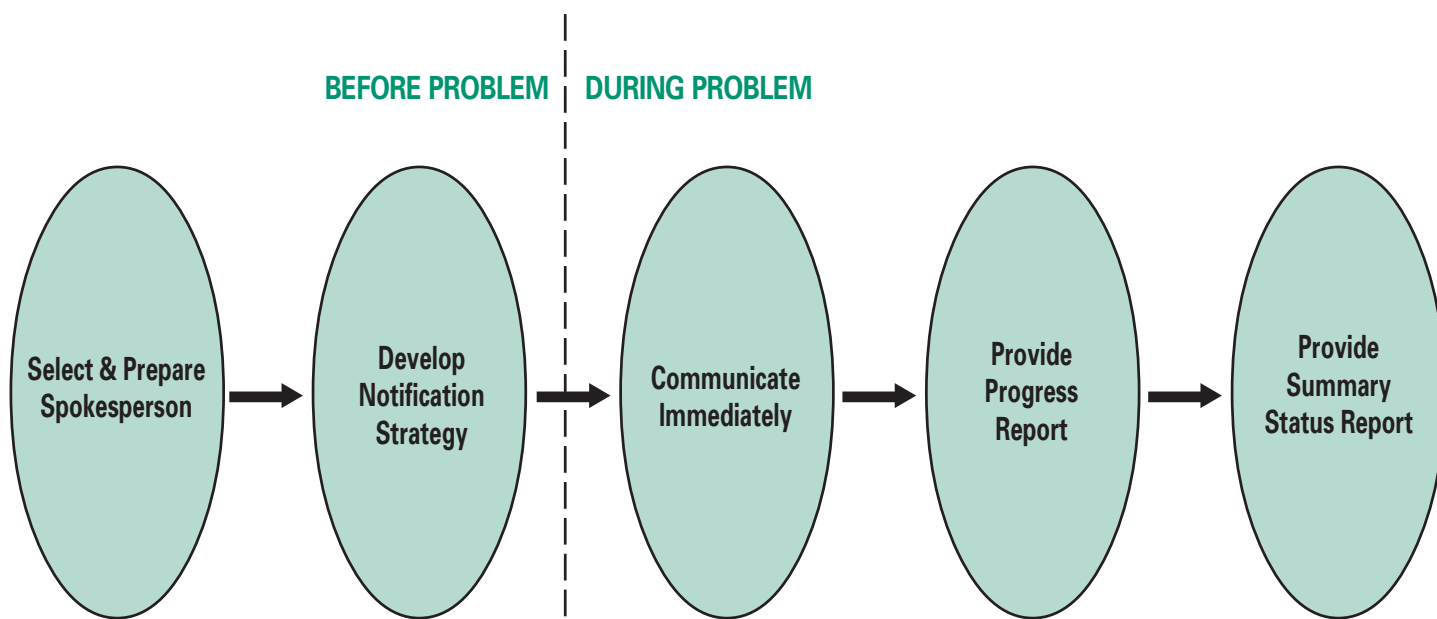 BEFORE PROBLEM
DURING PROBLEM
Select & Prepare
Spokesperson
Develop
Notification
Strategy
Communicate
Immediately
Provide
Progress
Report
Provide
Summary
Status Report